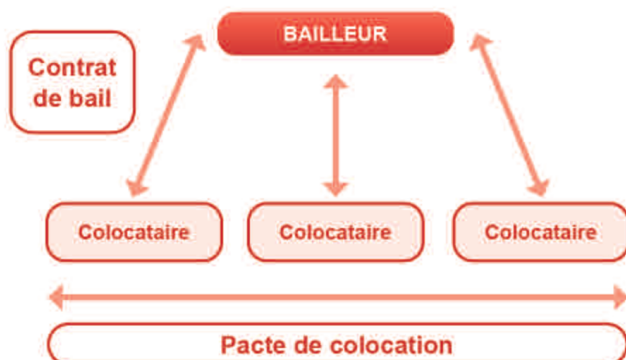 BAILLEUR
Contrat
de bail
Colocataire
Colocataire
Colocataire
Pacte de colocation